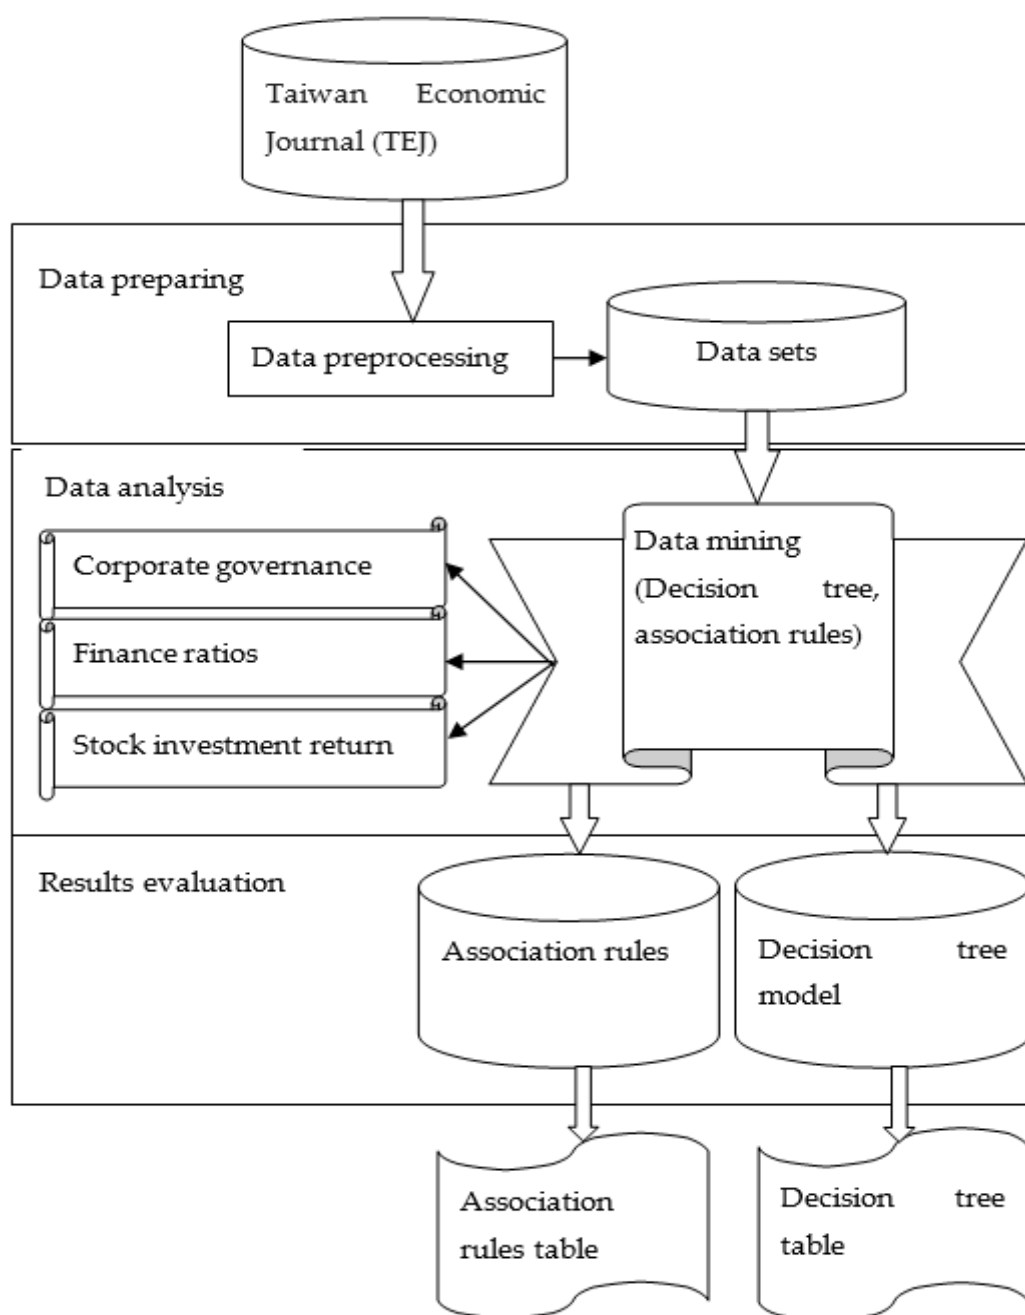 Taiwan Economic
Journal (TEJ)
Data preparing
Data preprocessing
Data sets
Data analysis
Corporate governance
Finance ratios
Stock investment return
Data mining
(Decision tree,
association rules)
Results evaluation
Association rules
Decision tree
model
Association
rules table
Decision tree
table